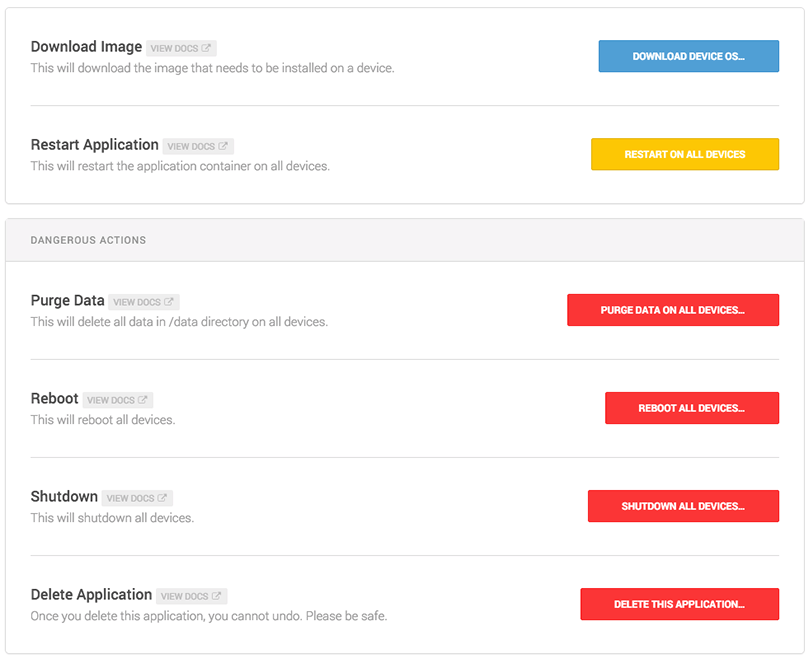 Download Image VIEW DOCS
This will download the image that needs to be installed on a device.
DOWNLOAD DEVICE OS...
Restart Application VIEW DOCS
This will restart the application container on all devices.
RESTART ON ALL DEVICES
DANGEROUS ACTIONS
Purge Data VIEW DOCS
This will delete all data in /data directory on all devices.
PURGE DATA ON ALL DEVICES...
Reboot VIEW DOCS
This will reboot all devices.
REBOOT ALL DEVICES...
Shutdown VIEW DOCS
This will shutdown all devices.
SHUTDOWN ALL DEVICES...
Delete Application VIEW DOCS
Once you delete this application, you cannot undo. Please be safe.
DELETE THIS APPLICATION...